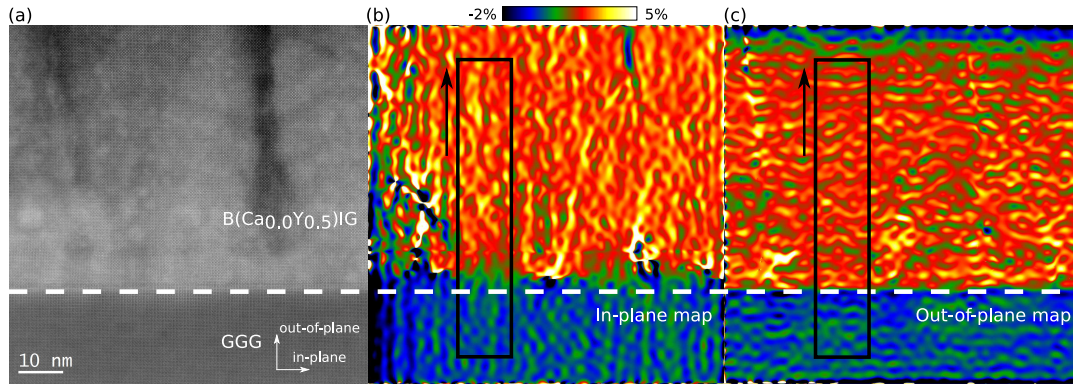 (a)
B(Ca0.0Y0.5)IG
GGG
out-of-plane
in-plane
10 nm
(b)
-2%
5%
In-plane map
(c)
Out-of-plane map